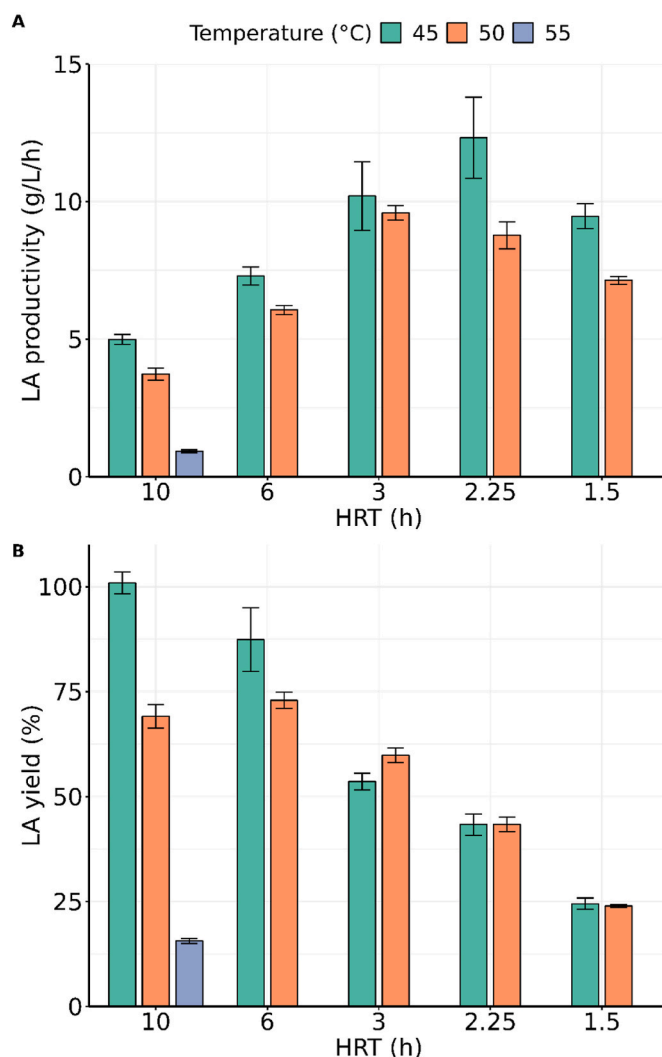 A
Temperature (°C) 45 50 55
LA productivity (g/L/h)
15
10
5
0
10 6 3 2.25 1.5
HRT (h)
B
LA yield (%)
100
75
50
25
0
10 6 3 2.25 1.5
HRT (h)